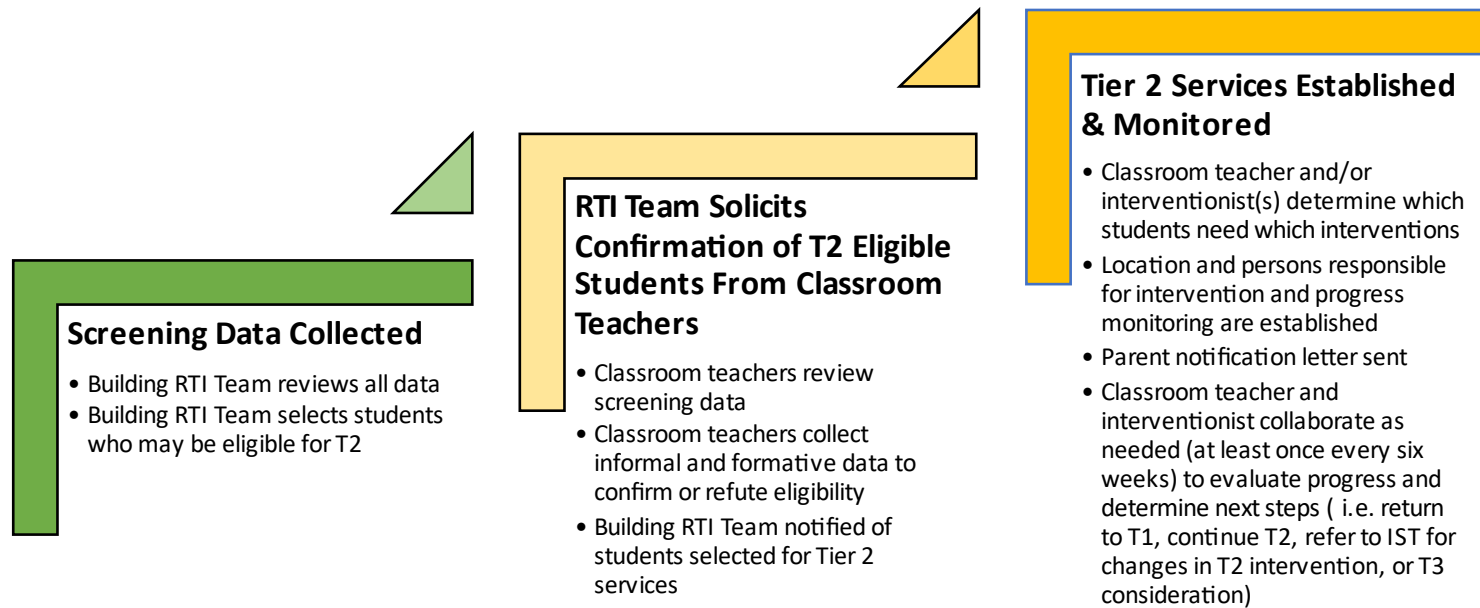 Screening Data Collected
• Building RTI Team reviews all data
• Building RTI Team selects students
who may be eligible for T2
RTI Team Solicits
Confirmation of T2 Eligible
Students From Classroom
Teachers
• Classroom teachers review
screening data
• Classroom teachers collect
informal and formative data to
confirm or refute eligibility
• Building RTI Team notified of
students selected for Tier 2
services
Tier 2 Services Established
& Monitored
• Classroom teacher and/or
interventionist(s) determine which
students need which interventions
• Location and persons responsible
for intervention and progress
monitoring are established
• Parent notification letter sent
• Classroom teacher and
interventionist collaborate as
needed (at least once every six
weeks) to evaluate progress and
determine next steps ( i.e. return
to T1, continue T2, refer to IST for
changes in T2 intervention, or T3
consideration)